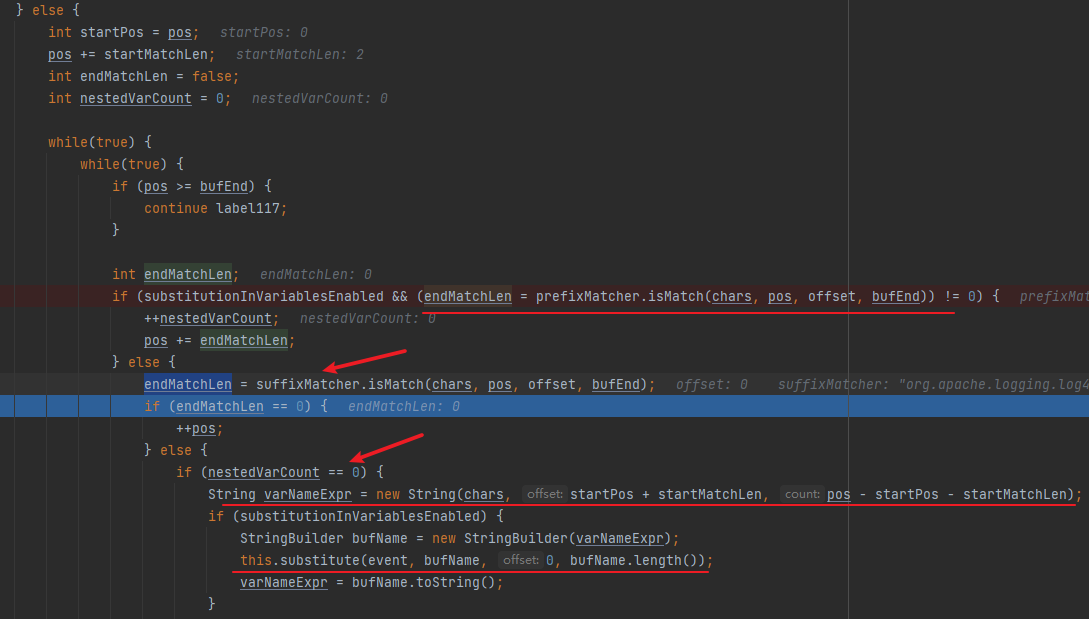 } else {
int startPos = pos; startPos: 0
pos += startMatchLen; startMatchLen: 2
int endMatchLen = false;
int nestedVarCount = 0; nestedVarCount: 0
while(true) {
while(true) {
if (pos >= bufEnd) {
continue label117;
}
int endMatchLen; endMatchLen: 0
if (substitutionInVariablesEnabled && (endMatchLen = prefixMatcher.isMatch(chars, pos, offset, bufEnd)) != 0) { prefixMat
++nestedVarCount; nestedVarCount: 0
pos += endMatchLen;
} else {
endMatchLen = suffixMatcher.isMatch(chars, pos, offset, bufEnd); offset: 0 suffixMatcher: "org.apache.logging.log4
if (endMatchLen == 0) { endMatchLen: 0
++pos;
} else {
if (nestedVarCount == 0) {
String varNameExpr = new String(chars, offset: startPos + startMatchLen, count: pos - startPos - startMatchLen);
if (substitutionInVariablesEnabled) {
StringBuilder bufName = new StringBuilder(varNameExpr);
this.substitute(event, bufName, offset: 0, bufName.length());
varNameExpr = bufName.toString();
}